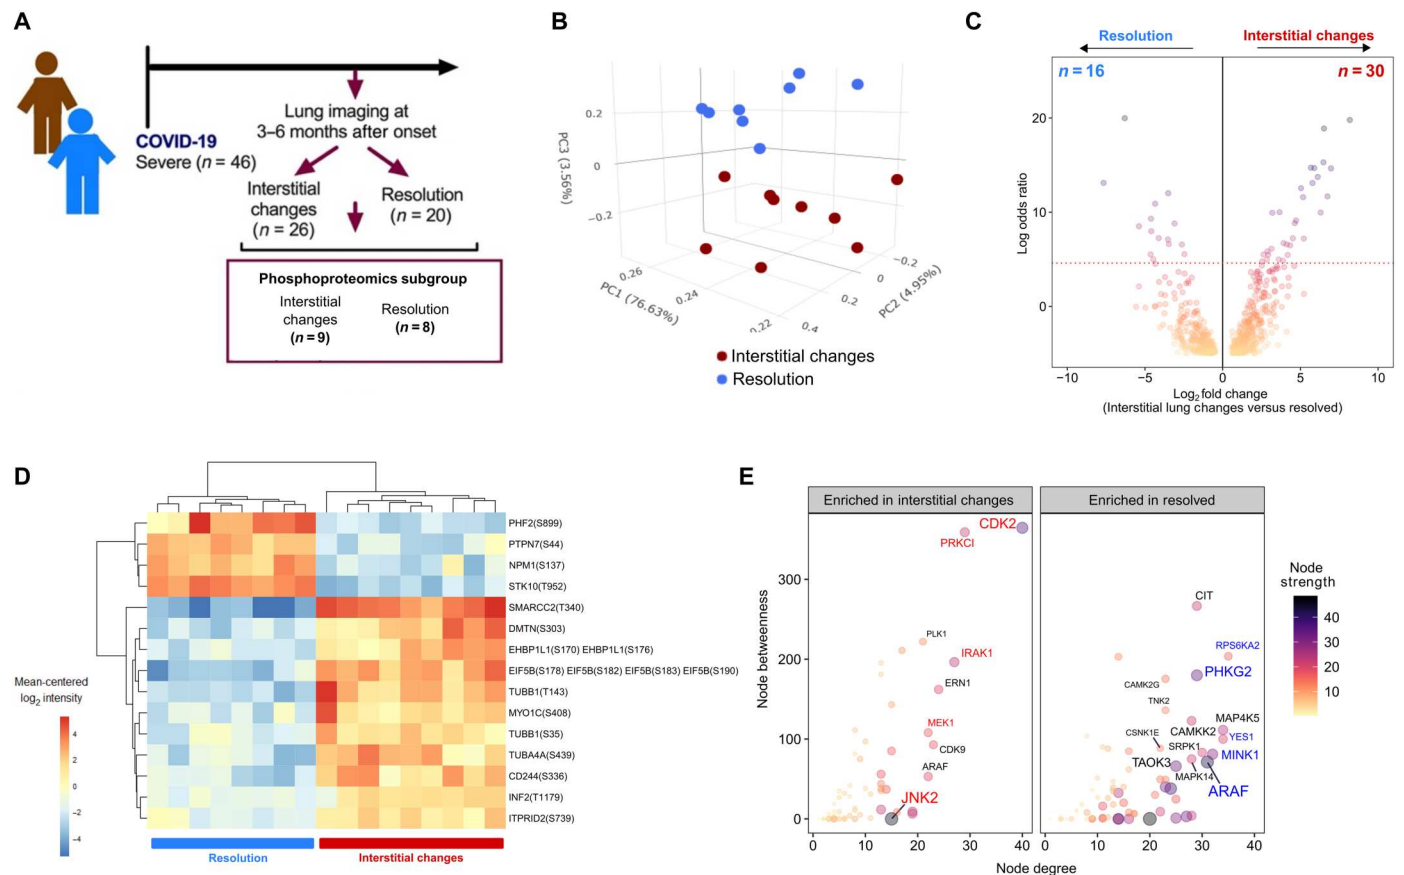 A
COVID-19
Severe (n = 46)
Lung imaging at
3–6 months after onset
Interstitial
changes
(n = 26)
Resolution
(n = 20)
Phosphoproteomics subgroup
Interstitial
changes
(n = 9)
Resolution
(n = 8)
B
PC3 (3.56%)
0.2
0
−0.2
0.26
0.24
0.22
PC1 (76.63%)
0.4
0.2
0
−0.2
PC2 (4.95%)
Interstitial changes
Resolution
C
Resolution
Interstitial changes
n = 16
n = 30
Log odds ratio
20
10
0
−10
−5
0
5
10
Log2 fold change
(Interstitial lung changes versus resolved)
D
PHF2(S899)
PTPN7(S44)
NPM1(S137)
STK10(T952)
SMARCC2(T340)
DMTN(S303)
EHBP1L1(S170) EHBP1L1(S176)
EIF5B(S178) EIF5B(S182) EIF5B(S183) EIF5B(S190)
TUBB1(T143)
MYO1C(S408)
TUBB1(S35)
TUBA4A(S439)
CD244(S336)
INF2(T1179)
ITPRID2(S739)
Mean-centered
log2 intensity
4
2
0
−2
−4
Resolution
Interstitial changes
E
Enriched in interstitial changes
Enriched in resolved
Node betweenness
300
200
100
0
CDK2
PRKCI
PLK1
IRAK1
ERN1
MEK1
CDK9
ARAF
JNK2
CIT
RPS6KA2
PHKG2
CAMK2G
TNK2
MAP4K5
CAMKK2
YES1
CSNK1E
SRPK1
MINK1
TAOK3
MAPK14
ARAF
0
10
20
30
40
0
10
20
30
40
Node degree
Node
strength
40
30
20
10